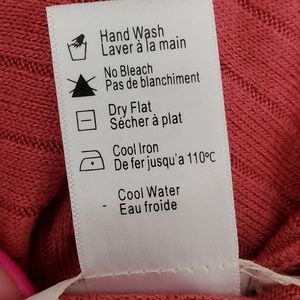 Hand Wash
Laver à la main
No Bleach
Pas de blanchiment
Dry Flat
Sécher à plat
Cool Iron
De fer jusqu'a 110°C
Cool Water
Eau froide